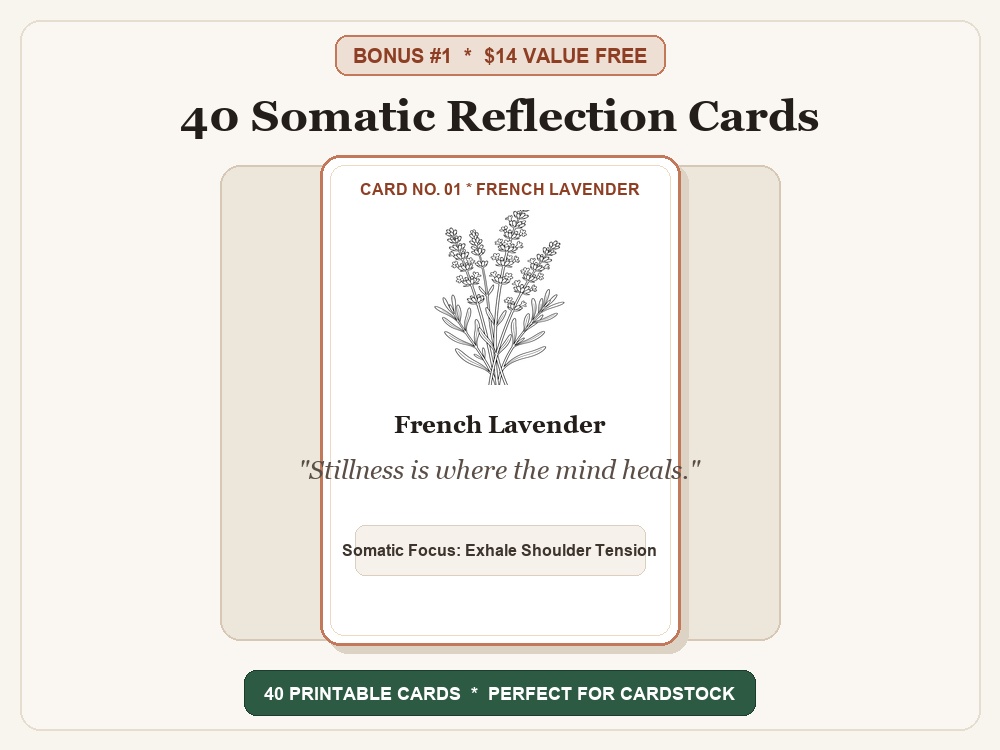 BONUS #1 * $14 VALUE FREE
40 Somatic Reflection Cards
CARD NO. 01 * FRENCH LAVENDER
French Lavender
"Stillness is where the mind heals."
Somatic Focus: Exhale Shoulder Tension
40 PRINTABLE CARDS * PERFECT FOR CARDSTOCK